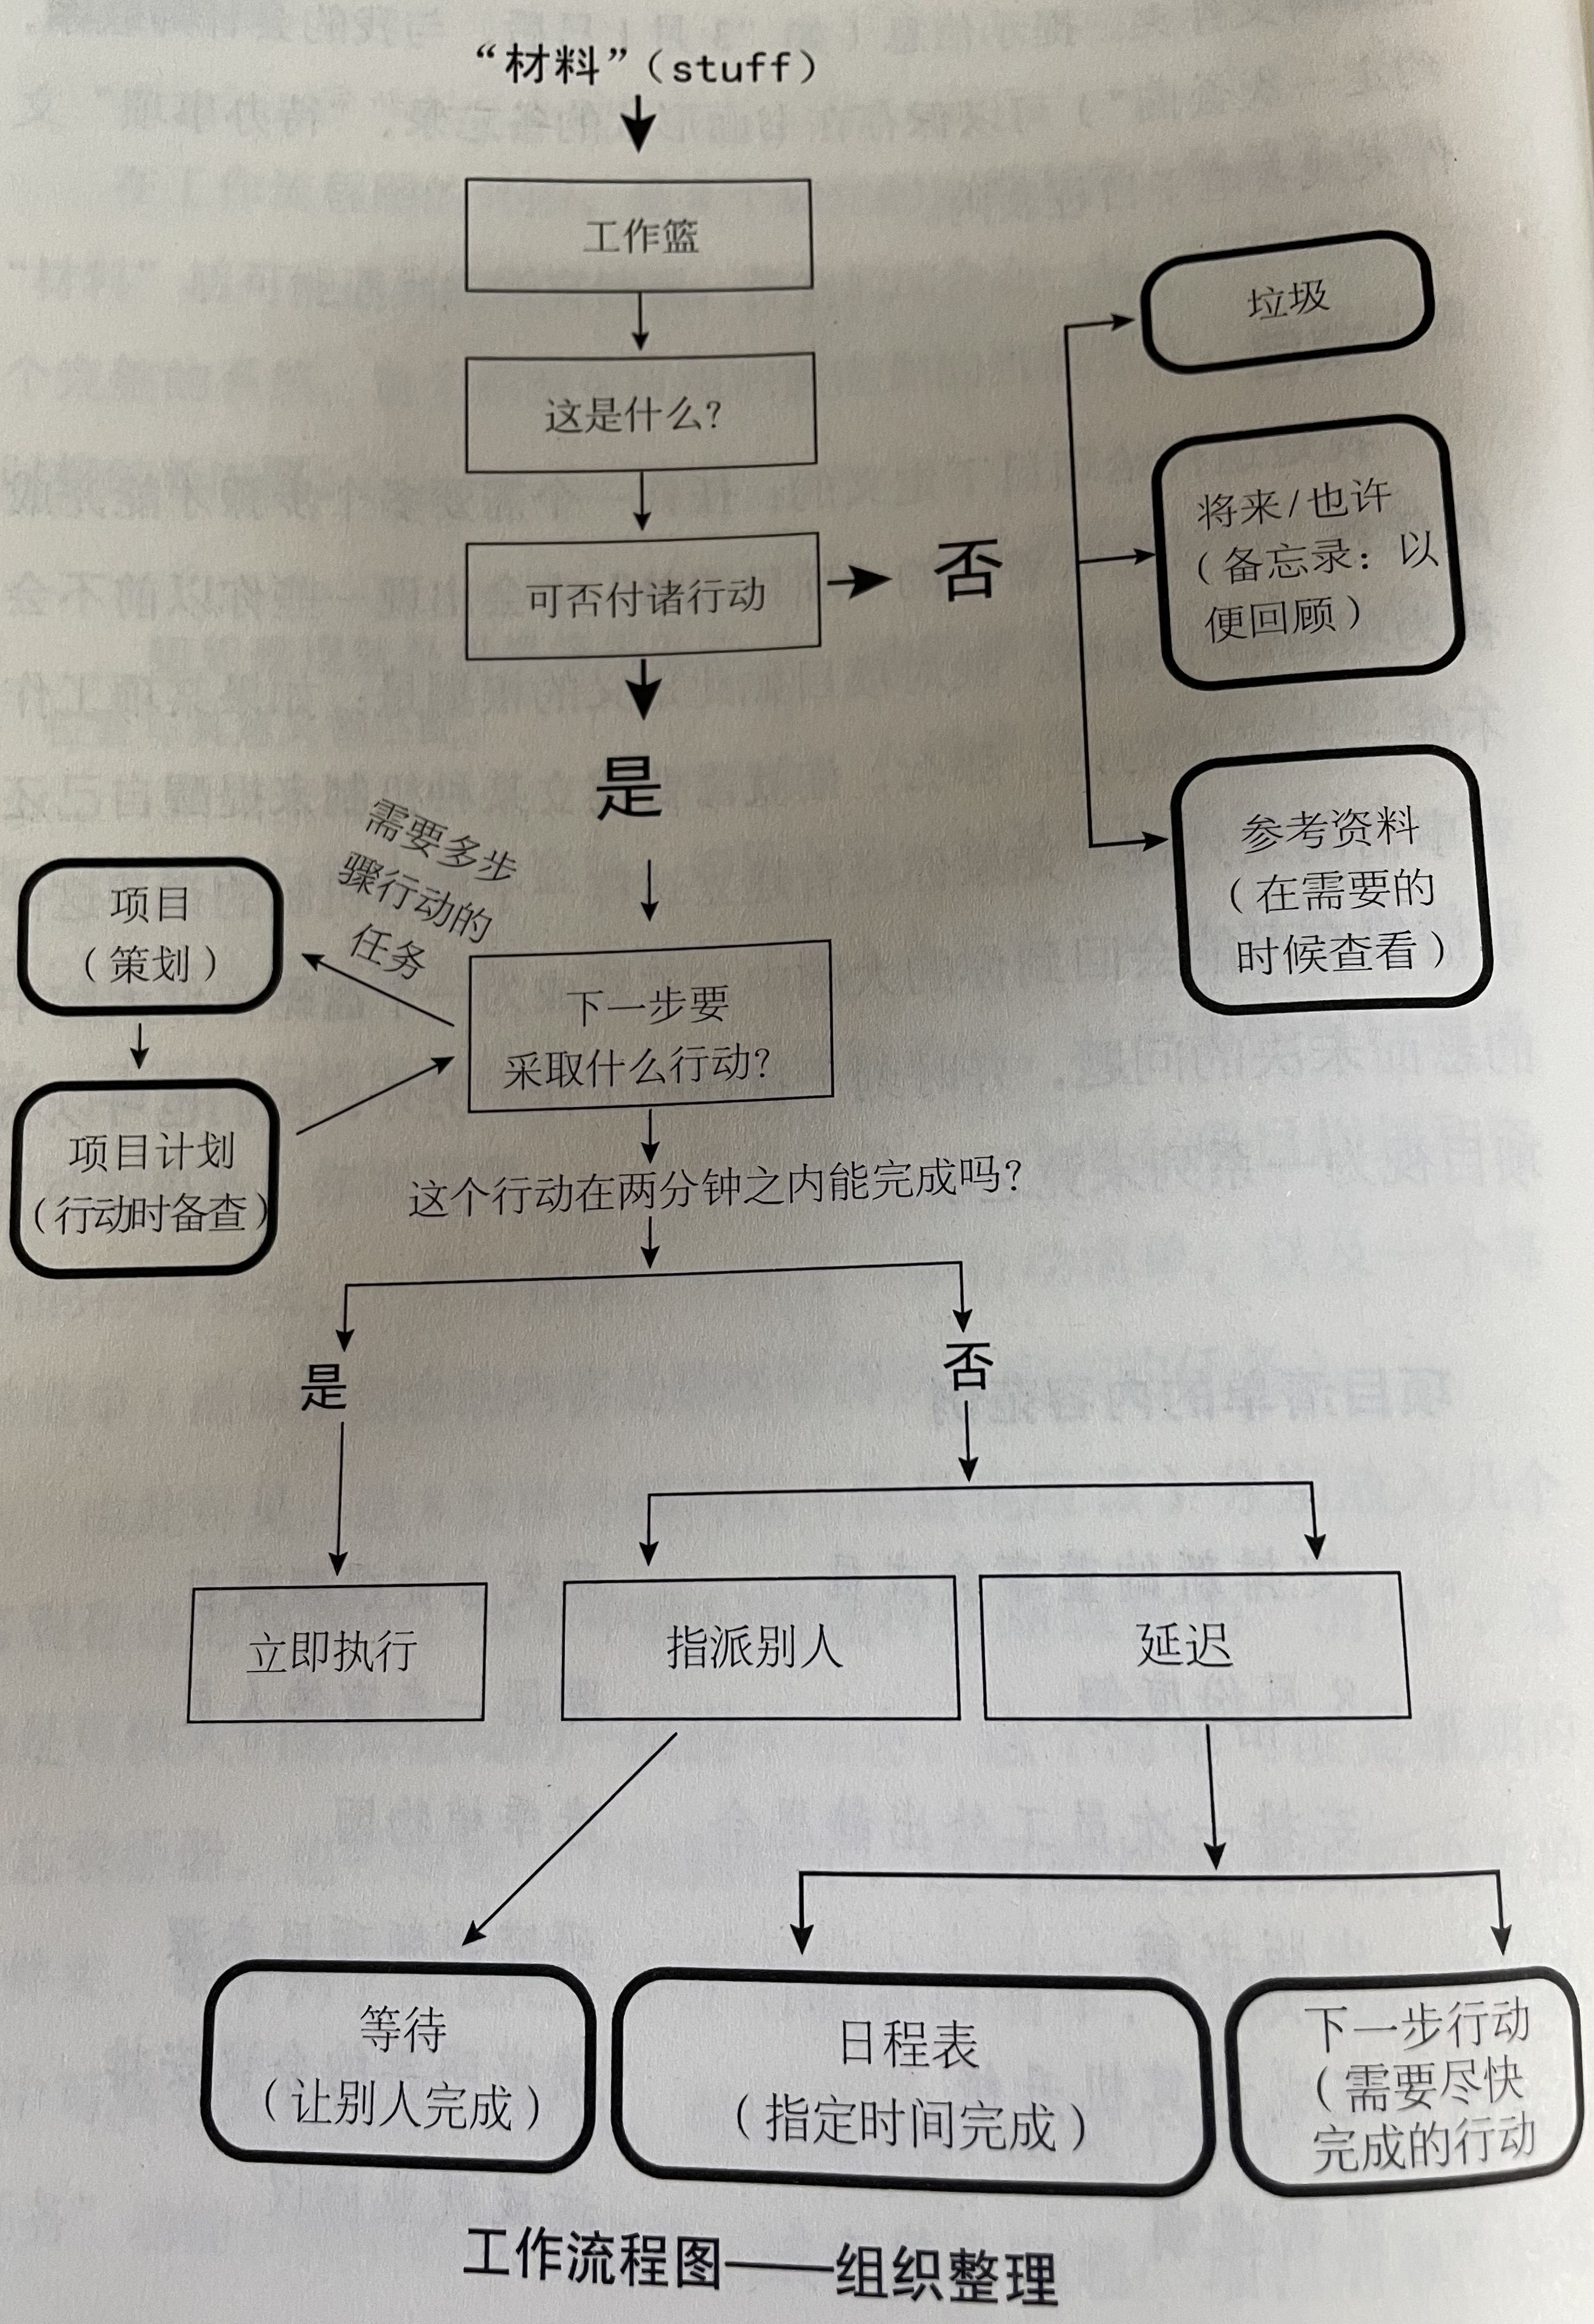 “材料”（stuff）
工作篮
这是什么？
可否付诸行动
否
垃圾
将来/也许
（备忘录：以
便回顾）
参考资料
（在需要的
时候查看）
是
需要多步
骤行动的
任务
项目
（策划）
项目计划
（行动时备查）
下一步要
采取什么行动？
这个行动在两分钟之内能完成吗？
是
否
立即执行
指派别人
延迟
等待
（让别人完成）
日程表
（指定时间完成）
下一步行动
（需要尽快
完成的行动
工作流程图——组织整理